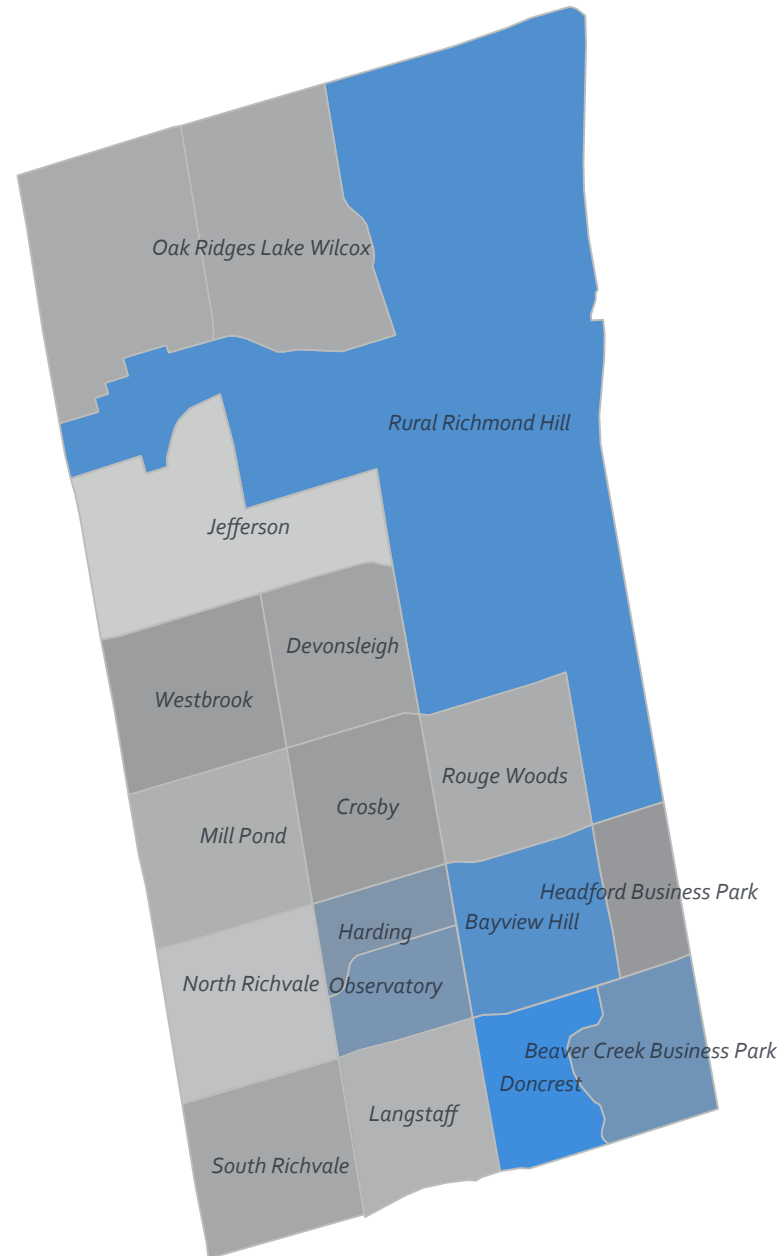 Oak Ridges Lake Wilcox
Rural Richmond Hill
Jefferson
Devonsleigh
Westbrook
Rouge Woods
Crosby
Mill Pond
Headford Business Park
Bayview Hill
Harding
North Richvale
Observatory
Beaver Creek Business Park
Doncrest
Langstaff
South Richvale